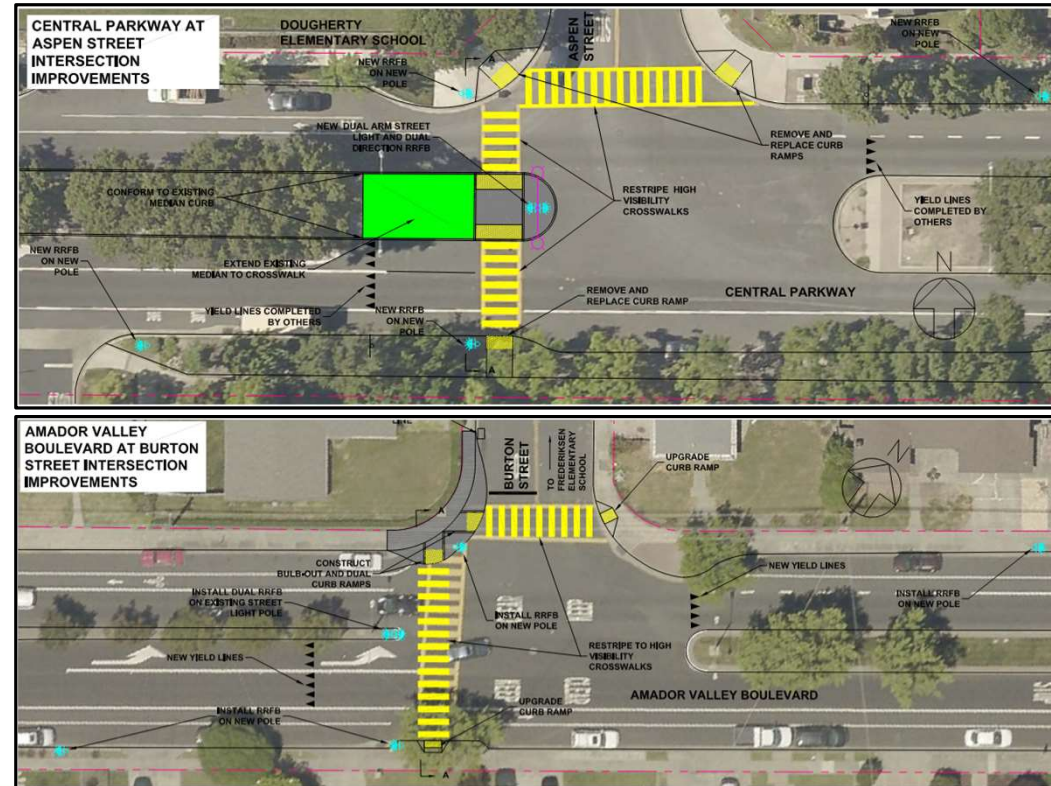 CENTRAL PARKWAY AT
ASPEN STREET
INTERSECTION
IMPROVEMENTS
DOUGHERTY
ELEMENTARY SCHOOL
ASPEN
STREET
NEW RRFB
ON NEW
POLE
NEW RRFB
ON NEW
POLE
A
NEW DUAL ARM STREET
LIGHT AND DUAL
DIRECTION RRFB
REMOVE AND
REPLACE CURB
RAMPS
CONFORM TO EXISTING
MEDIAN CURB
RESTRIPE HIGH
VISIBILITY
CROSSWALKS
YIELD LINES
COMPLETED BY
OTHERS
NEW RRFB
ON NEW
POLE
EXTEND EXISTING
MEDIAN TO CROSSWALK
N
REMOVE AND
REPLACE CURB RAMP
CENTRAL PARKWAY
YIELD LINES COMPLETED
BY OTHERS
NEW RRFB
ON NEW
POLE
A
AMADOR VALLEY
BOULEVARD AT BURTON
STREET INTERSECTION
IMPROVEMENTS
LINE
BURTON
STREET
TO
FREDERIKSEN
ELEMENTARY
SCHOOL
UPGRADE
CURB RAMP
N
A
CONSTRUCT
BULB-OUT AND DUAL
CURB RAMPS
NEW YIELD LINES
INSTALL DUAL RRFB
ON EXISTING STREET
LIGHT POLE
INSTALL RRFB
ON NEW POLE
INSTALL RRFB
ON NEW POLE
KEEP
KEEP
RESTRIPE TO HIGH
VISIBILITY
CROSSWALKS
NEW YIELD LINES
AMADOR VALLEY BOULEVARD
INSTALL RRFB
ON NEW POLE
UPGRADE
CURB RAMP
A